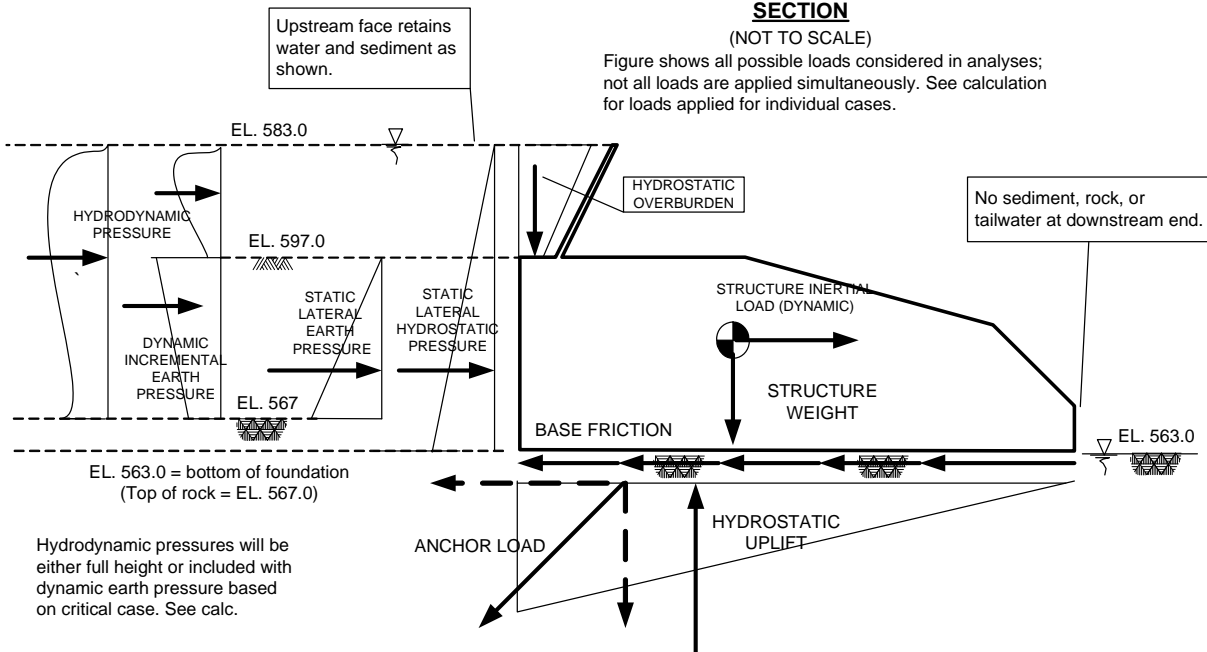 SECTION
(NOT TO SCALE)
Figure shows all possible loads considered in analyses;
not all loads are applied simultaneously. See calculation
for loads applied for individual cases.
Upstream face retains
water and sediment as
shown.
EL. 583.0
HYDROSTATIC
OVERBURDEN
No sediment, rock, or
tailwater at downstream end.
HYDRODYNAMIC
PRESSURE
EL. 597.0
STRUCTURE INERTIAL
LOAD (DYNAMIC)
STATIC
LATERAL
EARTH
PRESSURE
STATIC
LATERAL
HYDROSTATIC
PRESSURE
DYNAMIC
INCREMENTAL
EARTH
PRESSURE
STRUCTURE
WEIGHT
EL. 567
BASE FRICTION
EL. 563.0
EL. 563.0 = bottom of foundation
(Top of rock = EL. 567.0)
ANCHOR LOAD
HYDROSTATIC
UPLIFT
Hydrodynamic pressures will be
either full height or included with
dynamic earth pressure based
on critical case. See calc.